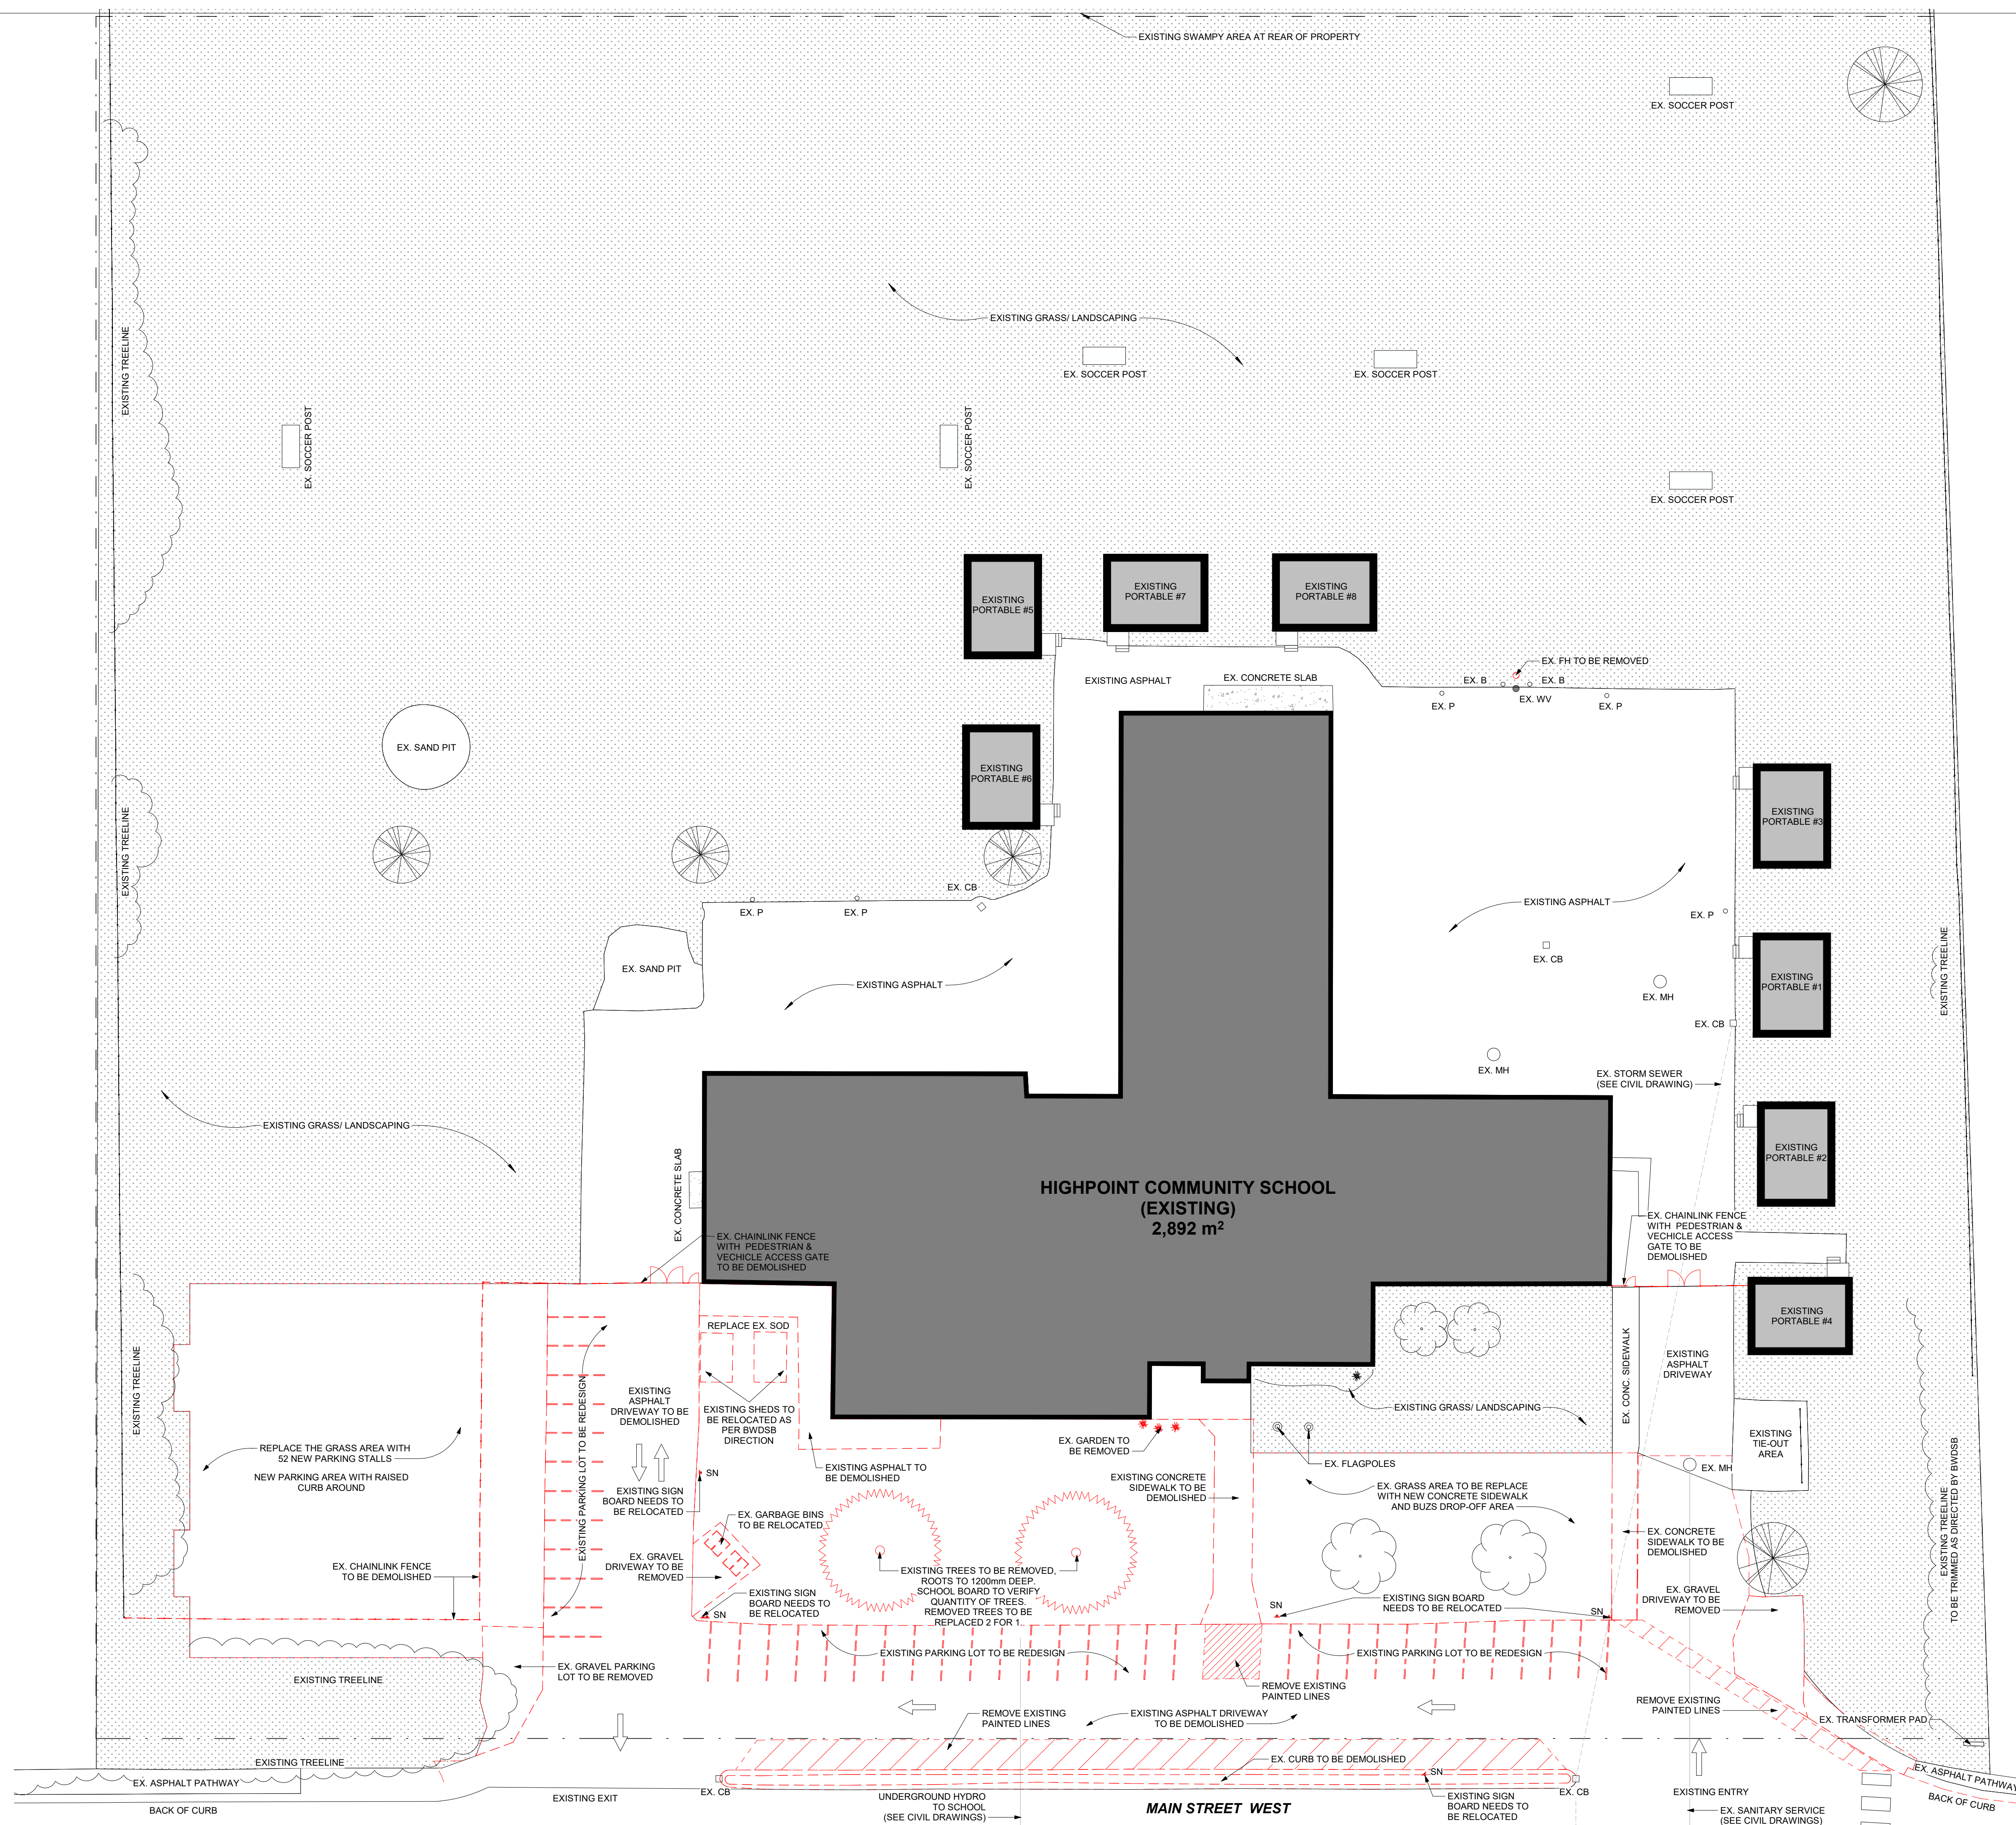 EXISTING SWAMPY AREA AT REAR OF PROPERTY
EX. SOCCER POST
EXISTING GRASS/ LANDSCAPING
EXISTING TREELINE
EX. SOCCER POST
EX. SOCCER POST
EX. SOCCER POST
EX. SOCCER POST
EX. SOCCER POST
EXISTING
PORTABLE #5
EXISTING
PORTABLE #7
EXISTING
PORTABLE #8
EX. FH TO BE REMOVED
EXISTING ASPHALT
EX. CONCRETE SLAB
EX. B
EX. B
EX. P
EX. WV
EX. P
EX. SAND PIT
EXISTING
PORTABLE #6
EXISTING
PORTABLE #3
EXISTING TREELINE
EX. CB
EX. P
EX. P
EXISTING ASPHALT
EX. P
EX. CB
EX. SAND PIT
EXISTING ASPHALT
EX. MH
EXISTING
PORTABLE #1
EXISTING TREELINE
EX. CB
EX. MH
EX. STORM SEWER
(SEE CIVIL DRAWING)
EXISTING GRASS/ LANDSCAPING
EX. CONCRETE SLAB
EXISTING
PORTABLE #2
HIGHPOINT COMMUNITY SCHOOL
(EXISTING)
2,892 m²
EX. CHAINLINK FENCE
WITH PEDESTRIAN &
VECHICLE ACCESS GATE
TO BE DEMOLISHED
EX. CHAINLINK FENCE
WITH PEDESTRIAN &
VECHICLE ACCESS
GATE TO BE
DEMOLISHED
EXISTING
PORTABLE #4
REPLACE EX. SOD
EXISTING TREELINE
EXISTING PARKING LOT TO BE REDESIGN
EXISTING
ASPHALT
DRIVEWAY TO BE
DEMOLISHED
EXISTING SHEDS TO
BE RELOCATED AS
PER BWDSB
DIRECTION
EX. CONC. SIDEWALK
EXISTING
ASPHALT
DRIVEWAY
EXISTING GRASS/ LANDSCAPING
REPLACE THE GRASS AREA WITH
52 NEW PARKING STALLS
NEW PARKING AREA WITH RAISED
CURB AROUND
EX. GARDEN TO
BE REMOVED
EX. FLAGPOLES
EXISTING
TIE-OUT
AREA
EX. MH
SN
EXISTING ASPHALT TO
BE DEMOLISHED
EXISTING SIGN
BOARD NEEDS TO
BE RELOCATED
EXISTING CONCRETE
SIDEWALK TO BE
DEMOLISHED
EX. GRASS AREA TO BE REPLACE
WITH NEW CONCRETE SIDEWALK
AND BUZS DROP-OFF AREA
EX. GARBAGE BINS
TO BE RELOCATED
EX. CONCRETE
SIDEWALK TO BE
DEMOLISHED
EXISTING TREELINE
TO BE TRIMMED AS DIRECTED BY BWDSB
EX. CHAINLINK FENCE
TO BE DEMOLISHED
EX. GRAVEL
DRIVEWAY TO BE
REMOVED
EXISTING TREES TO BE REMOVED,
ROOTS TO 1200mm DEEP.
SCHOOL BOARD TO VERIFY
QUANTITY OF TREES.
REMOVED TREES TO BE
REPLACED 2 FOR 1.
EXISTING SIGN
BOARD NEEDS TO
BE RELOCATED
SN
EXISTING SIGN BOARD
NEEDS TO BE RELOCATED
SN
SN
EX. GRAVEL
DRIVEWAY TO BE
REMOVED
EXISTING PARKING LOT TO BE REDESIGN
EXISTING PARKING LOT TO BE REDESIGN
EX. GRAVEL PARKING
LOT TO BE REMOVED
EXISTING TREELINE
REMOVE EXISTING
PAINTED LINES
REMOVE EXISTING
PAINTED LINES
EXISTING ASPHALT DRIVEWAY
TO BE DEMOLISHED
REMOVE EXISTING
PAINTED LINES
EX. TRANSFORMER PAD
EXISTING TREELINE
EX. CURB TO BE DEMOLISHED
SN
EX. ASPHALT PATHWAY
EX. ASPHALT PATHWAY
EX. CB
EX. CB
EXISTING EXIT
EXISTING ENTRY
BACK OF CURB
BACK OF CURB
UNDERGROUND HYDRO
TO SCHOOL
(SEE CIVIL DRAWINGS)
MAIN STREET WEST
EXISTING SIGN
BOARD NEEDS TO
BE RELOCATED
EX. SANITARY SERVICE
(SEE CIVIL DRAWINGS)